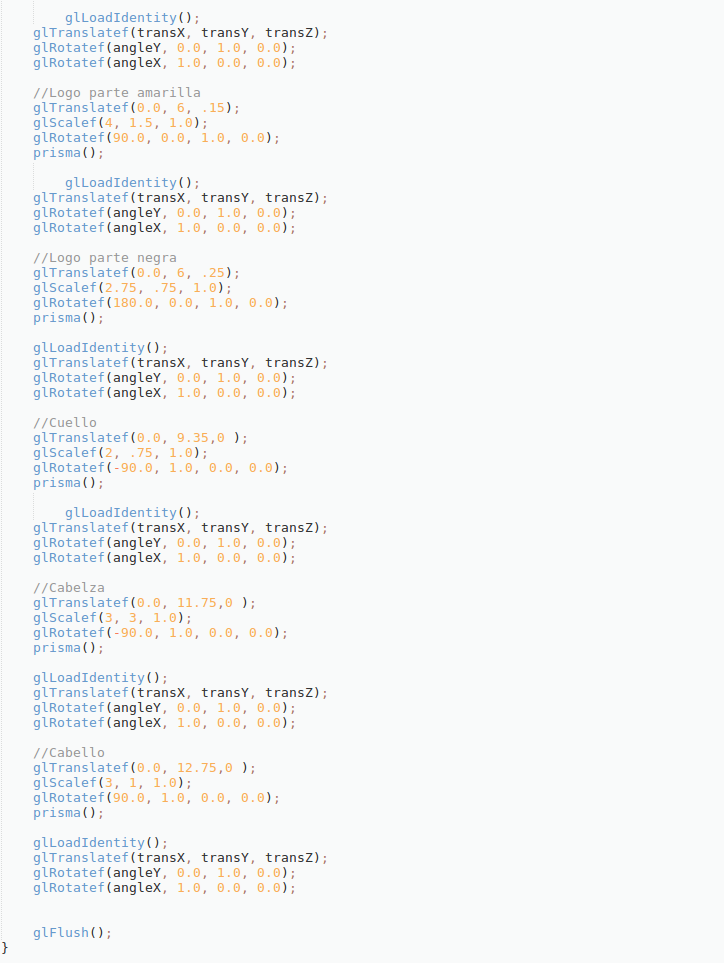 glLoadIdentity();
    glTranslatef(transX, transY, transZ);
    glRotatef(angleY, 0.0, 1.0, 0.0);
    glRotatef(angleX, 1.0, 0.0, 0.0);

    //Logo parte amarilla
    glTranslatef(0.0, 6, .15);
    glScalef(4, 1.5, 1.0);
    glRotatef(90.0, 0.0, 1.0, 0.0);
    prisma();

        glLoadIdentity();
    glTranslatef(transX, transY, transZ);
    glRotatef(angleY, 0.0, 1.0, 0.0);
    glRotatef(angleX, 1.0, 0.0, 0.0);

    //Logo parte negra
    glTranslatef(0.0, 6, .25);
    glScalef(2.75, .75, 1.0);
    glRotatef(180.0, 0.0, 1.0, 0.0);
    prisma();

    glLoadIdentity();
    glTranslatef(transX, transY, transZ);
    glRotatef(angleY, 0.0, 1.0, 0.0);
    glRotatef(angleX, 1.0, 0.0, 0.0);

    //Cuello
    glTranslatef(0.0, 9.35,0 );
    glScalef(2, .75, 1.0);
    glRotatef(-90.0, 1.0, 0.0, 0.0);
    prisma();

        glLoadIdentity();
    glTranslatef(transX, transY, transZ);
    glRotatef(angleY, 0.0, 1.0, 0.0);
    glRotatef(angleX, 1.0, 0.0, 0.0);

    //Cabelza
    glTranslatef(0.0, 11.75,0 );
    glScalef(3, 3, 1.0);
    glRotatef(-90.0, 1.0, 0.0, 0.0);
    prisma();

    glLoadIdentity();
    glTranslatef(transX, transY, transZ);
    glRotatef(angleY, 0.0, 1.0, 0.0);
    glRotatef(angleX, 1.0, 0.0, 0.0);

    //Cabello
    glTranslatef(0.0, 12.75,0 );
    glScalef(3, 1, 1.0);
    glRotatef(90.0, 1.0, 0.0, 0.0);
    prisma();

    glLoadIdentity();
    glTranslatef(transX, transY, transZ);
    glRotatef(angleY, 0.0, 1.0, 0.0);
    glRotatef(angleX, 1.0, 0.0, 0.0);


    glFlush();
}